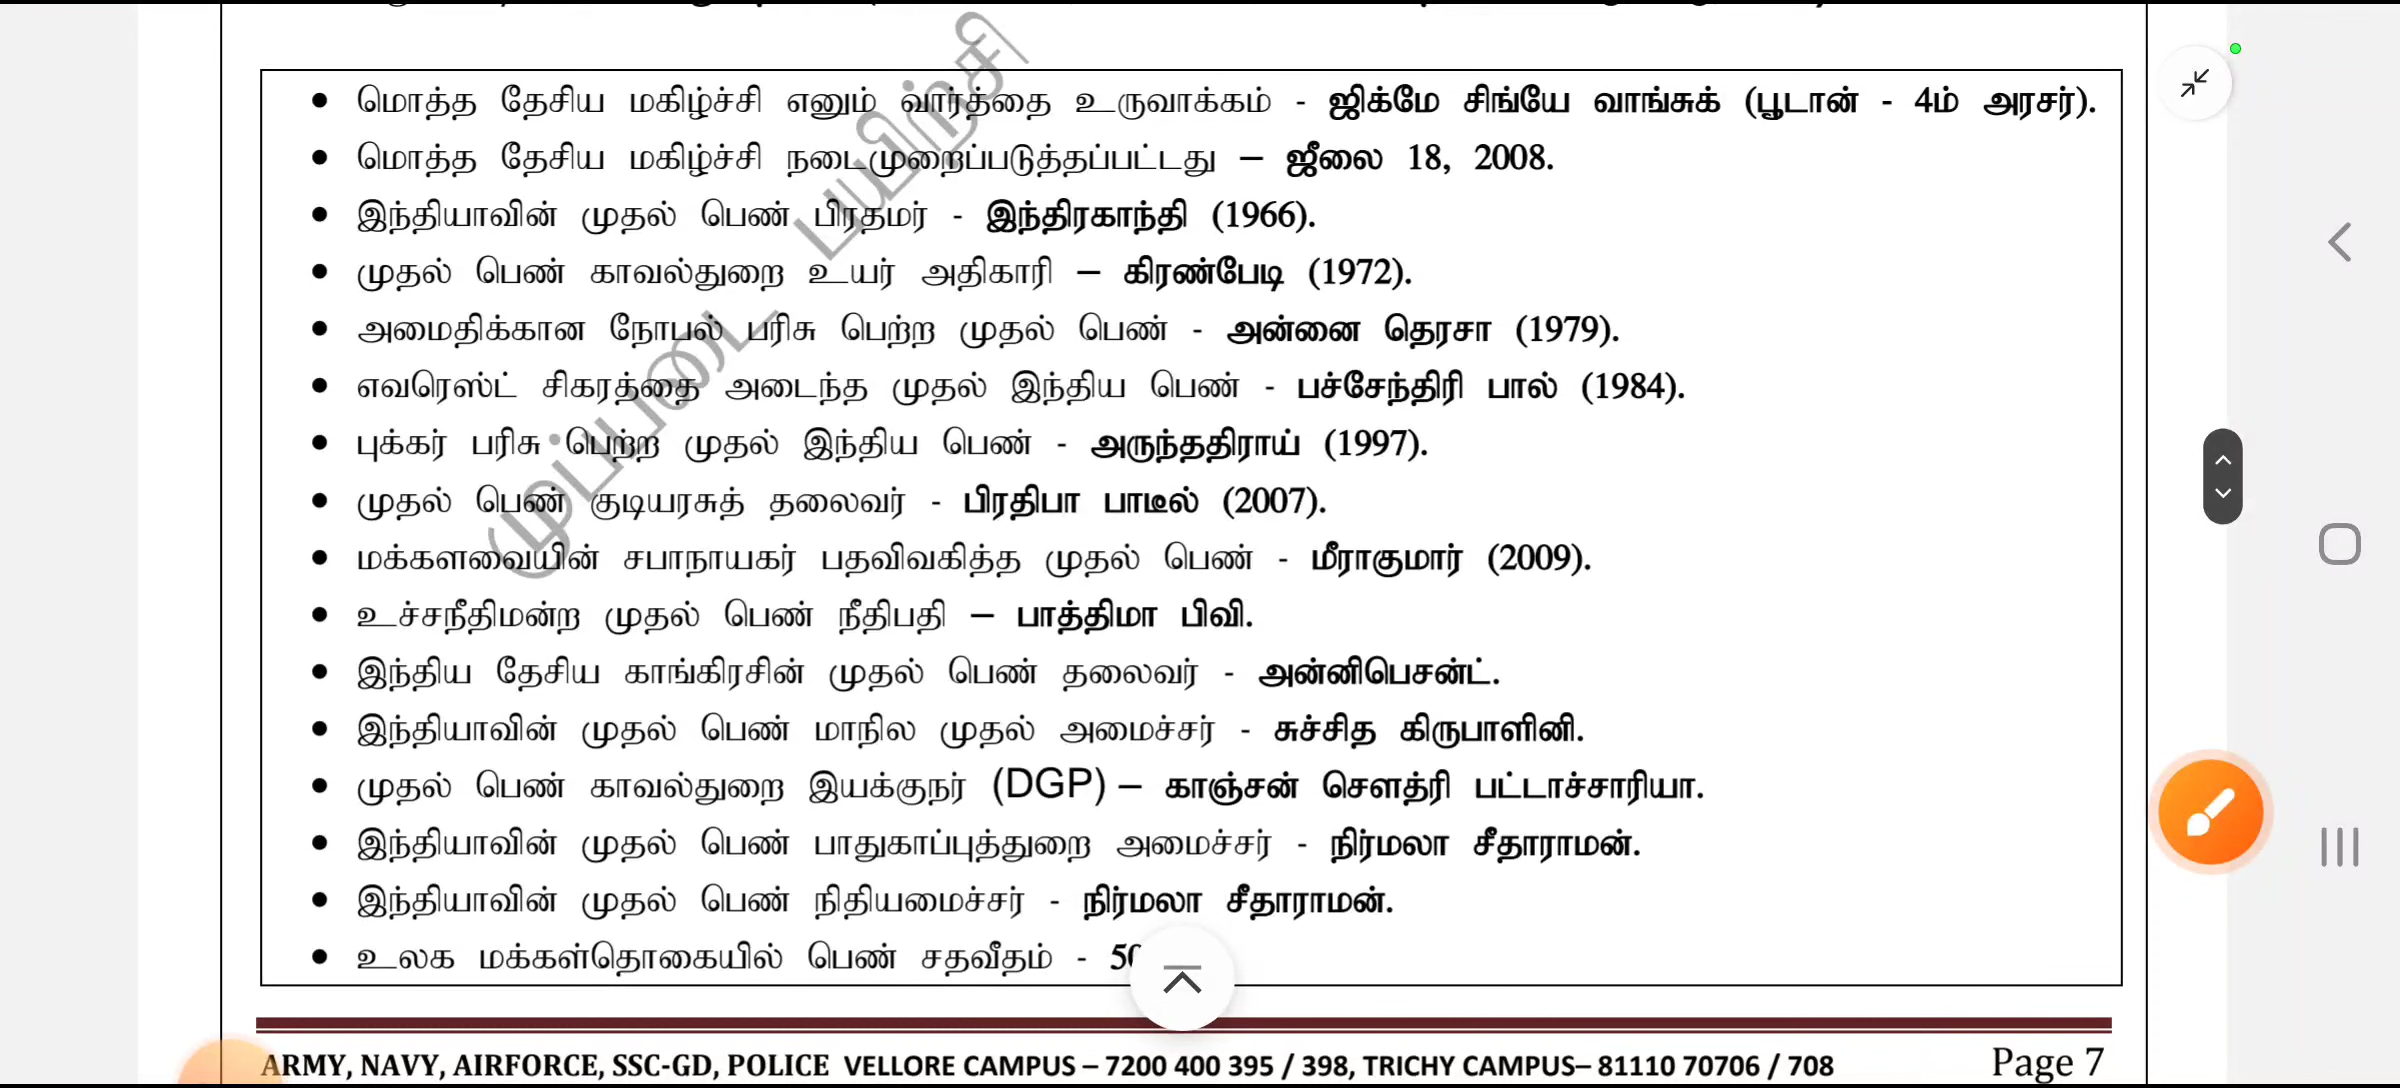 • மொத்த தேசிய மகிழ்ச்சி எனும் வார்த்தை உருவாக்கம் - ஜிக்மே சிங்யே வாங்சுக் (பூடான் - 4ம் அரசர்).
• மொத்த தேசிய மகிழ்ச்சி நடைமுறைப்படுத்தப்பட்டது – ஜீலை 18, 2008.
• இந்தியாவின் முதல் பெண் பிரதமர் - இந்திரகாந்தி (1966).
• முதல் பெண் காவல்துறை உயர் அதிகாரி – கிரண்பேடி (1972).
• அமைதிக்கான நோபல் பரிசு பெற்ற முதல் பெண் - அன்னை தெரசா (1979).
• எவரெஸ்ட் சிகரத்தை அடைந்த முதல் இந்திய பெண் - பச்சேந்திரி பால் (1984).
• புக்கர் பரிசு பெற்ற முதல் இந்திய பெண் - அருந்ததிராய் (1997).
• முதல் பெண் குடியரசுத் தலைவர் - பிரதிபா பாடீல் (2007).
• மக்களவையின் சபாநாயகர் பதவிவகித்த முதல் பெண் - மீராகுமார் (2009).
• உச்சநீதிமன்ற முதல் பெண் நீதிபதி – பாத்திமா பிவி.
• இந்திய தேசிய காங்கிரசின் முதல் பெண் தலைவர் - அன்னிபெசன்ட்.
• இந்தியாவின் முதல் பெண் மாநில முதல் அமைச்சர் - சுச்சித கிருபாளினி.
• முதல் பெண் காவல்துறை இயக்குநர் (DGP) – காஞ்சன் சௌத்ரி பட்டாச்சாரியா.
• இந்தியாவின் முதல் பெண் பாதுகாப்புத்துறை அமைச்சர் - நிர்மலா சீதாராமன்.
• இந்தியாவின் முதல் பெண் நிதியமைச்சர் - நிர்மலா சீதாராமன்.
• உலக மக்கள்தொகையில் பெண் சதவீதம் -
முப்படை பயிற்சி
ARMY, NAVY, AIRFORCE, SSC-GD, POLICE VELLORE CAMPUS – 7200 400 395 / 398, TRICHY CAMPUS– 81110 70706 / 708 Page 7